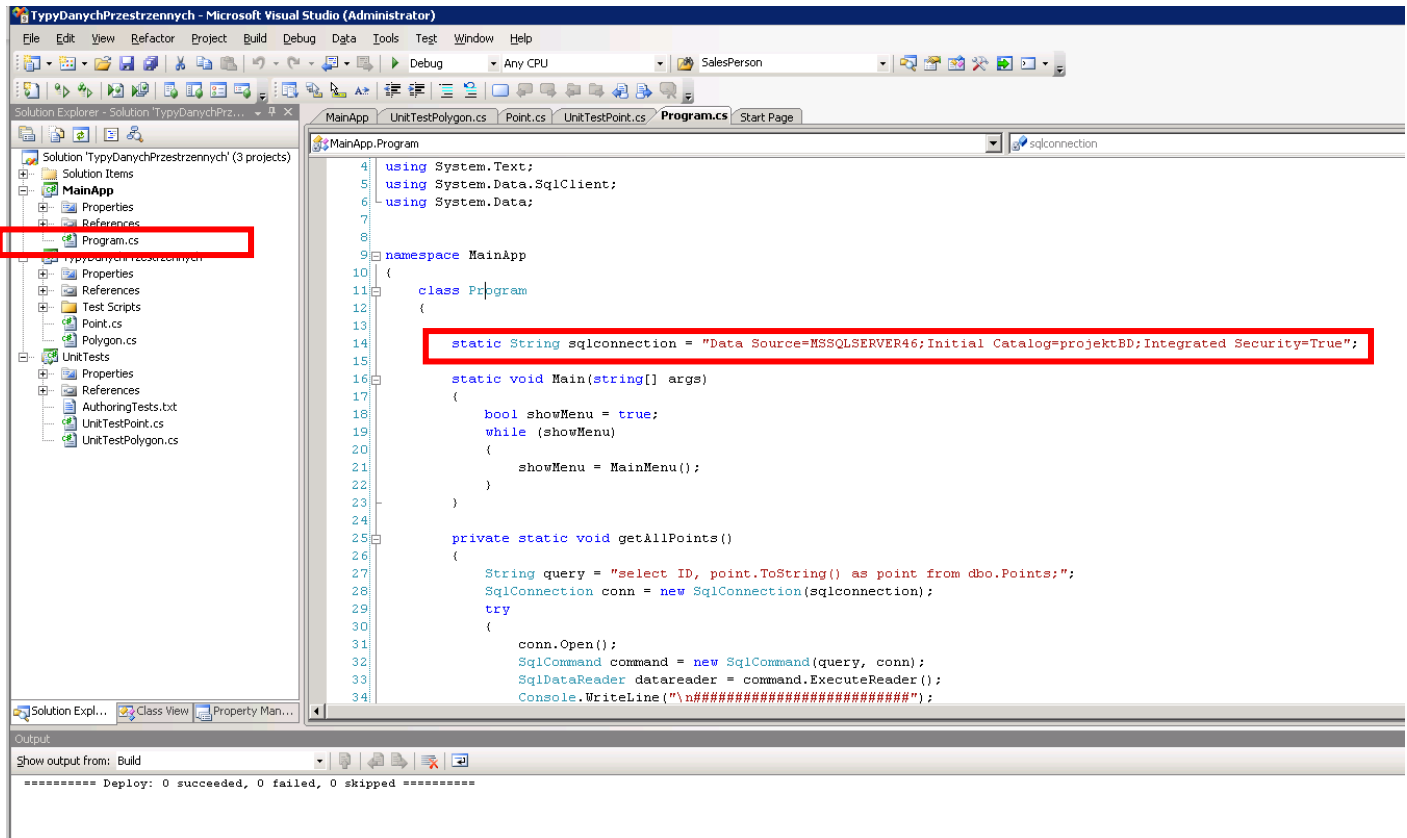 TypyDanychPrzestrzennych - Microsoft Visual Studio (Administrator)
File Edit View Refactor Project Build Debug Data Tools Test Window Help
Debug Any CPU SalesPerson
Solution Explorer - Solution 'TypyDanychPrz...
MainApp UnitTestPolygon.cs Point.cs UnitTestPoint.cs Program.cs Start Page
MainApp.Program sqlconnection
Solution 'TypyDanychPrzestrzennych' (3 projects)
Solution Items
MainApp
Properties
References
Program.cs
TypyDanychPrzestrzennych
Properties
References
Test Scripts
Point.cs
Polygon.cs
UnitTests
Properties
References
AuthoringTests.txt
UnitTestPoint.cs
UnitTestPolygon.cs
4 using System.Text;
5 using System.Data.SqlClient;
6 using System.Data;
7
8
9 namespace MainApp
10 {
11 class Program
12 {
13
14 static String sqlconnection = "Data Source=MSSQLSERVER46;Initial Catalog=projektBD;Integrated Security=True";
15
16 static void Main(string[] args)
17 {
18 bool showMenu = true;
19 while (showMenu)
20 {
21 showMenu = MainMenu();
22 }
23 }
24
25 private static void getAllPoints()
26 {
27 String query = "select ID, point.ToString() as point from dbo.Points;";
28 SqlConnection conn = new SqlConnection(sqlconnection);
29 try
30 {
31 conn.Open();
32 SqlCommand command = new SqlCommand(query, conn);
33 SqlDataReader datareader = command.ExecuteReader();
34 Console.WriteLine("\n##########################");
Solution Expl... Class View Property Man...
Output
Show output from: Build
========== Deploy: 0 succeeded, 0 failed, 0 skipped ==========